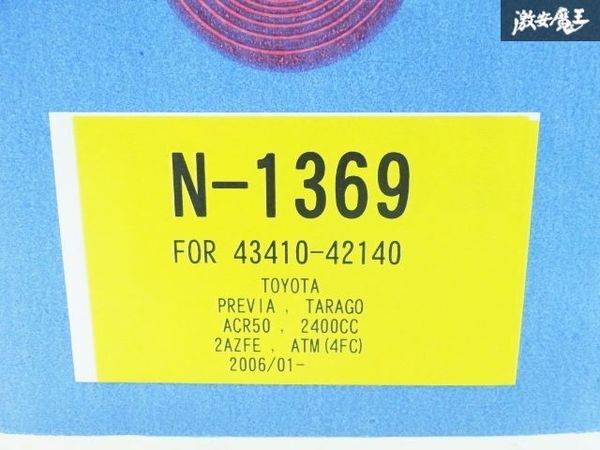 激安魔王
N-1369
FOR 43410-42140
TOYOTA
PREVIA , TARAGO
ACR50 , 2400CC
2AZFE , ATM(4FC)
2006/01-